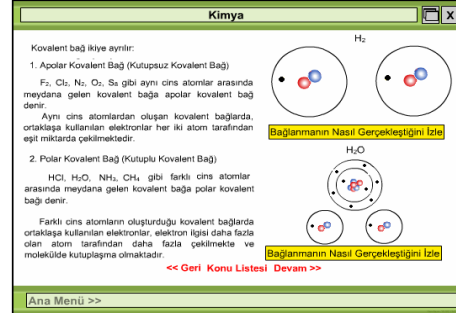 Kimya
X
Kovalent bağ ikiye ayrılır:
1. Apolar Kovalent Bağ (Kutupsuz Kovalent Bağ)
F₂, Cl₂, N₂, O₂, S₈ gibi aynı cins atomlar arasında
meydana gelen kovalent bağa apolar kovalent bağ
denir.
Aynı cins atomlardan oluşan kovalent bağlarda,
ortaklaşa kullanılan elektronlar her iki atom tarafından
eşit miktarda çekilmektedir.
2. Polar Kovalent Bağ (Kutuplu Kovalent Bağ)
HCl, H₂O, NH₃, CH₄ gibi farklı cins atomlar
arasında meydana gelen kovalent bağa polar kovalent
bağı denir.
Farklı cins atomların oluşturduğu kovalent bağlarda
ortaklaşa kullanılan elektronlar, elektron ilgisi daha fazla
olan atom tarafından daha fazla çekilmekte ve
molekülde kutuplaşma olmaktadır.
H₂
Bağlanmanın Nasıl Gerçekleştiğini İzle
H₂O
Bağlanmanın Nasıl Gerçekleştiğini İzle
<< Geri Konu Listesi Devam >>
Ana Menü >>